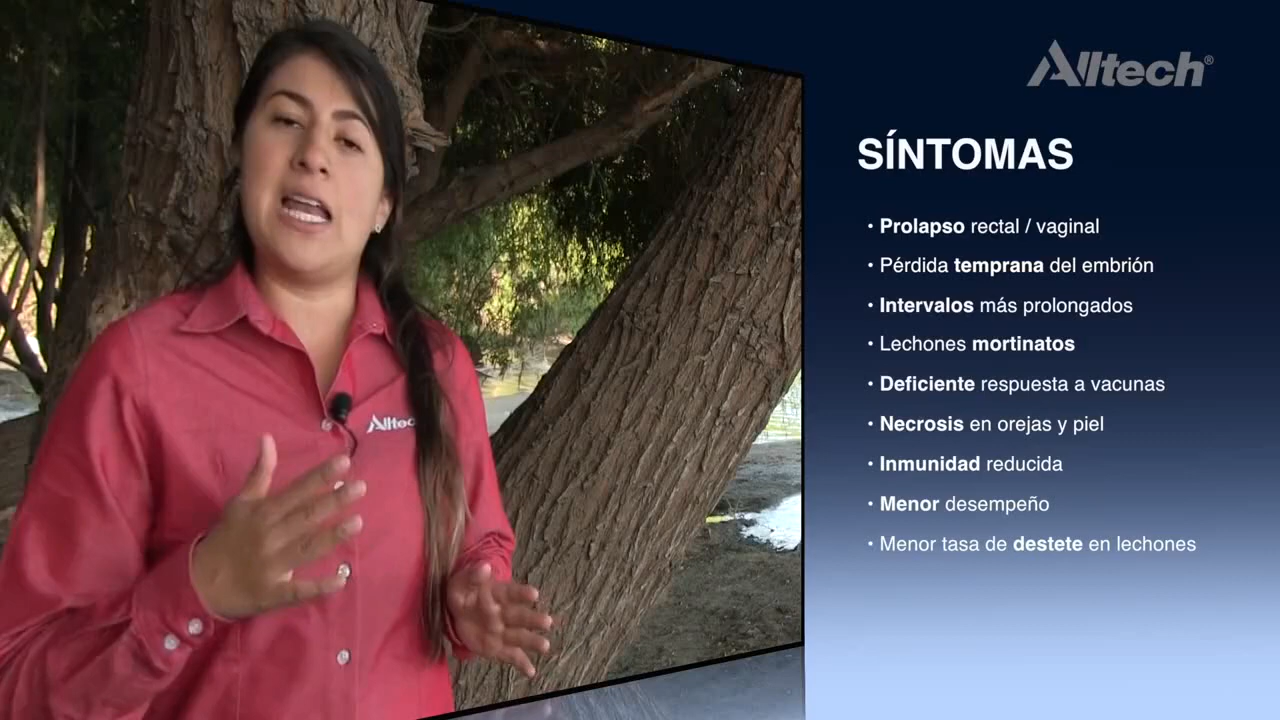 Alltech®
SÍNTOMAS
• Prolapso rectal / vaginal
• Pérdida temprana del embrión
• Intervalos más prolongados
• Lechones mortinatos
• Deficiente respuesta a vacunas
• Necrosis en orejas y piel
• Inmunidad reducida
• Menor desempeño
• Menor tasa de destete en lechones
Alltec